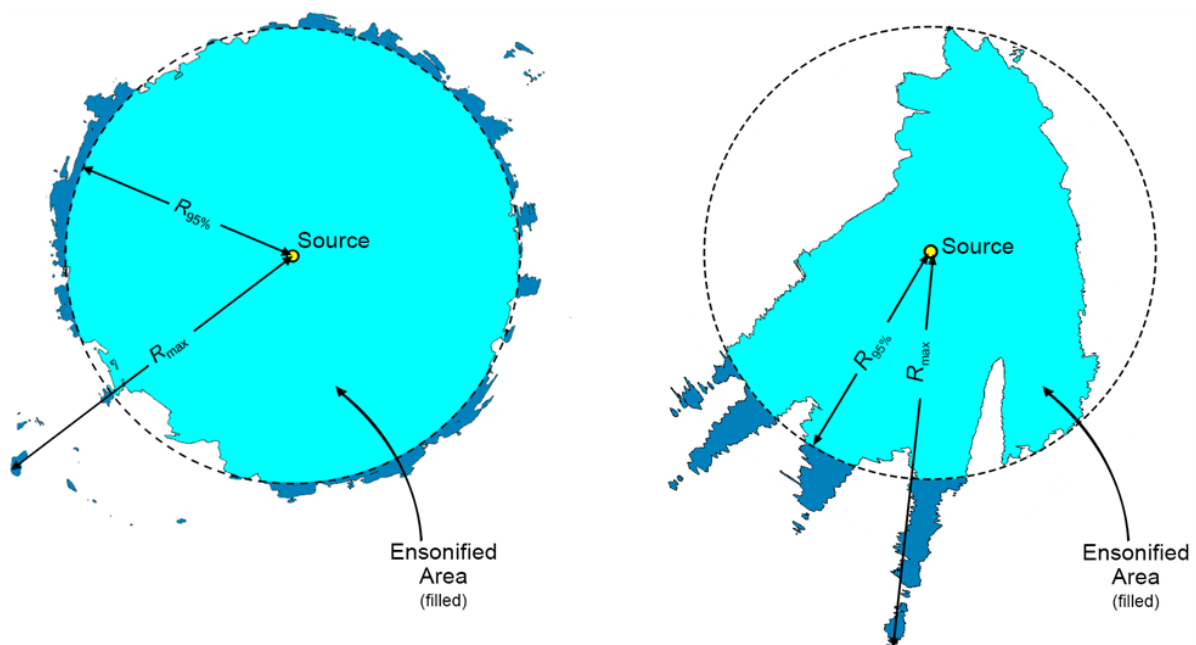 Source
R95%
Rmax
Ensonified
Area
(filled)
Source
R95%
Rmax
Ensonified
Area
(filled)